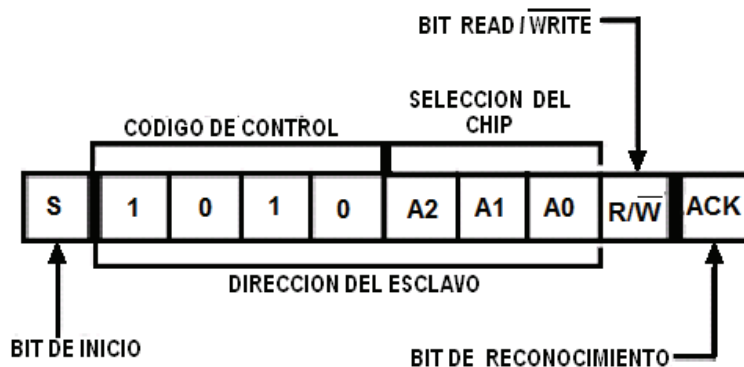 BIT READ / WRITE
SELECCION DEL
CHIP
CODIGO DE CONTROL
S 1 0 1 0 A2 A1 A0 R/W ACK
DIRECCION DEL ESCLAVO
BIT DE INICIO
BIT DE RECONOCIMIENTO